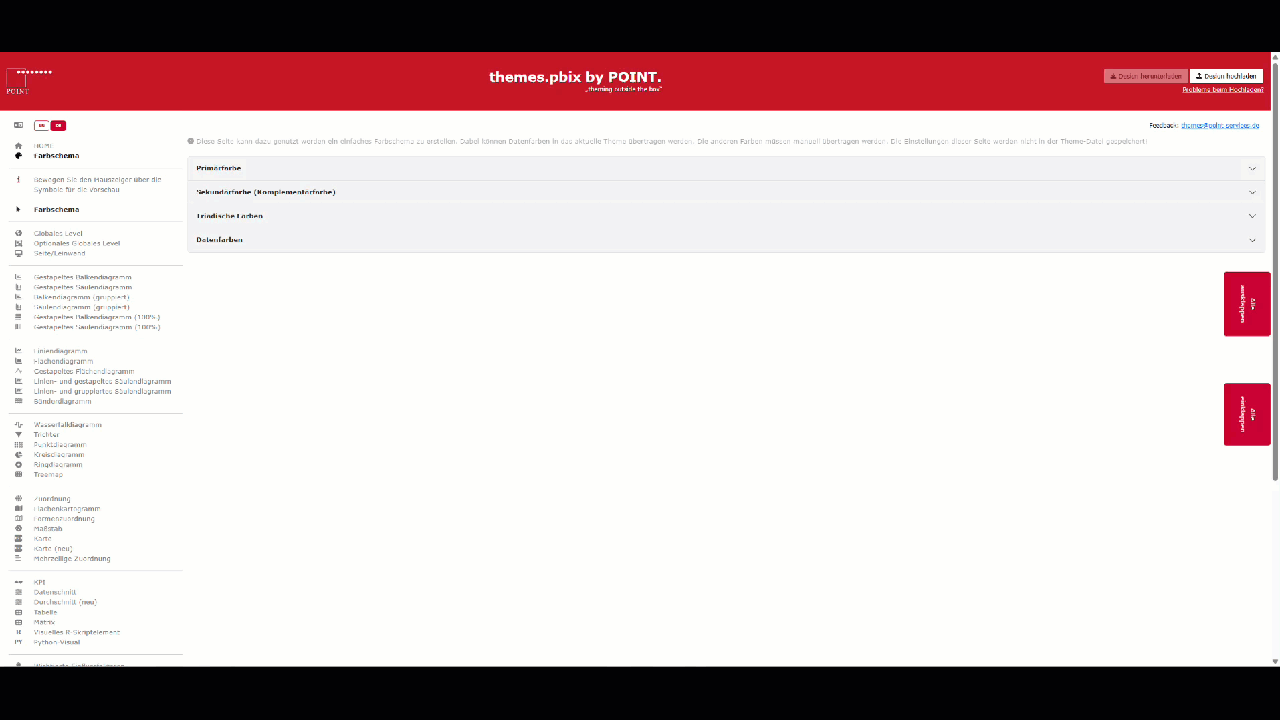 POINT
themes.pbix by POINT.
„theming outside the box"
Design herunterladen
Design hochladen
Probleme beim Hochladen?
EN
DE
Feedback: themes@point-services.de
HOME
Farbschema
Bewegen Sie den Mauszeiger über die
Symbole für die Vorschau
Farbschema
Globales Level
Optionales Globales Level
Seite/Leinwand
Gestapeltes Balkendiagramm
Gestapeltes Säulendiagramm
Balkendiagramm (gruppiert)
Säulendiagramm (gruppiert)
Gestapeltes Balkendiagramm (100%)
Gestapeltes Säulendiagramm (100%)
Liniendiagramm
Flächendiagramm
Gestapeltes Flächendiagramm
Linien- und gestapeltes Säulendiagramm
Linien- und gruppiertes Säulendiagramm
Bänderdiagramm
Wasserfalldiagramm
Trichter
Punktdiagramm
Kreisdiagramm
Ringdiagramm
Treemap
Zuordnung
Flächenkartogramm
Formenzuordnung
Maßstab
Karte
Karte (neu)
Mehrzeilige Zuordnung
KPI
Datenschnitt
Durchschnitt (neu)
Tabelle
Matrix
R
Visuelles R-Skriptelement
PY
Python-Visual
Diese Seite kann dazu genutzt werden ein einfaches Farbschema zu erstellen. Dabei können Datenfarben in das aktuelle Theme übertragen werden. Die anderen Farben müssen manuell übertragen werden. Die Einstellungen dieser Seite werden nicht in der Theme-Datei gespeichert!
Primärfarbe
Sekundärfarbe (Komplementärfarbe)
Triadische Farben
Datenfarben
Alle
Alle